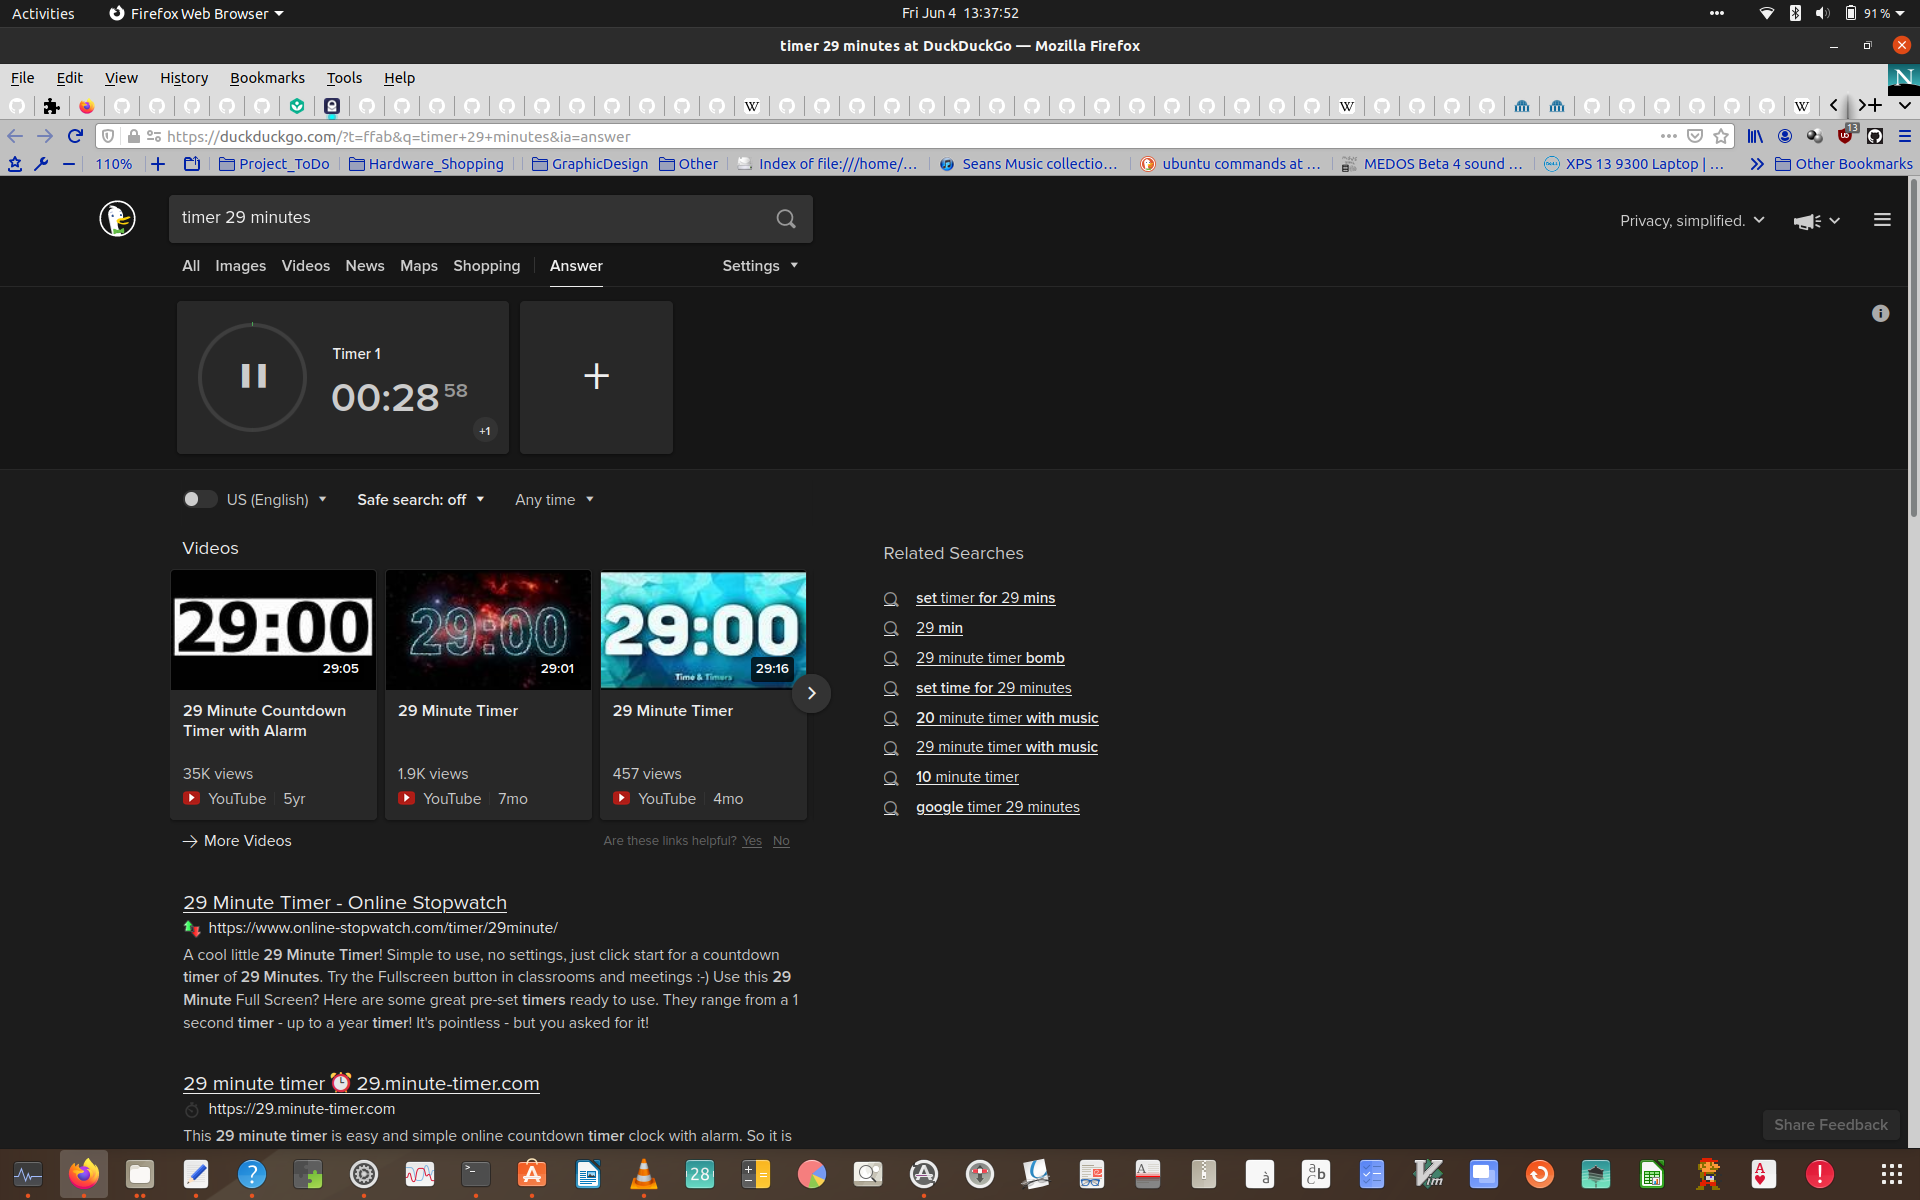 Activities Firefox Web Browser Fri Jun 4 13:37:52 91 %
timer 29 minutes at DuckDuckGo — Mozilla Firefox
File Edit View History Bookmarks Tools Help
https://duckduckgo.com/?t=ffab&q=timer+29+minutes&ia=answer 13
110% Project_ToDo Hardware_Shopping GraphicDesign Other Index of file:///home/... Seans Music collectio... ubuntu commands at ... MEDOS Beta 4 sound ... XPS 13 9300 Laptop | ... Other Bookmarks
timer 29 minutes
Privacy, simplified.
All Images Videos News Maps Shopping Answer Settings
Timer 1
00:28 58
+1
US (English) Safe search: off Any time
Videos
29:00 29:05
29:00 29:01
29:00 29:16
Time & Timers
29 Minute Countdown Timer with Alarm
35K views
YouTube 5yr
29 Minute Timer
1.9K views
YouTube 7mo
29 Minute Timer
457 views
YouTube 4mo
More Videos
Are these links helpful? Yes No
Related Searches
set timer for 29 mins
29 min
29 minute timer bomb
set time for 29 minutes
20 minute timer with music
29 minute timer with music
10 minute timer
google timer 29 minutes
29 Minute Timer - Online Stopwatch
https://www.online-stopwatch.com/timer/29minute/
A cool little 29 Minute Timer! Simple to use, no settings, just click start for a countdown
timer of 29 Minutes. Try the Fullscreen button in classrooms and meetings :-) Use this 29
Minute Full Screen? Here are some great pre-set timers ready to use. They range from a 1
second timer - up to a year timer! It's pointless - but you asked for it!
29 minute timer ⏰ 29.minute-timer.com
https://29.minute-timer.com
This 29 minute timer is easy and simple online countdown timer clock with alarm. So it is
Share Feedback
28